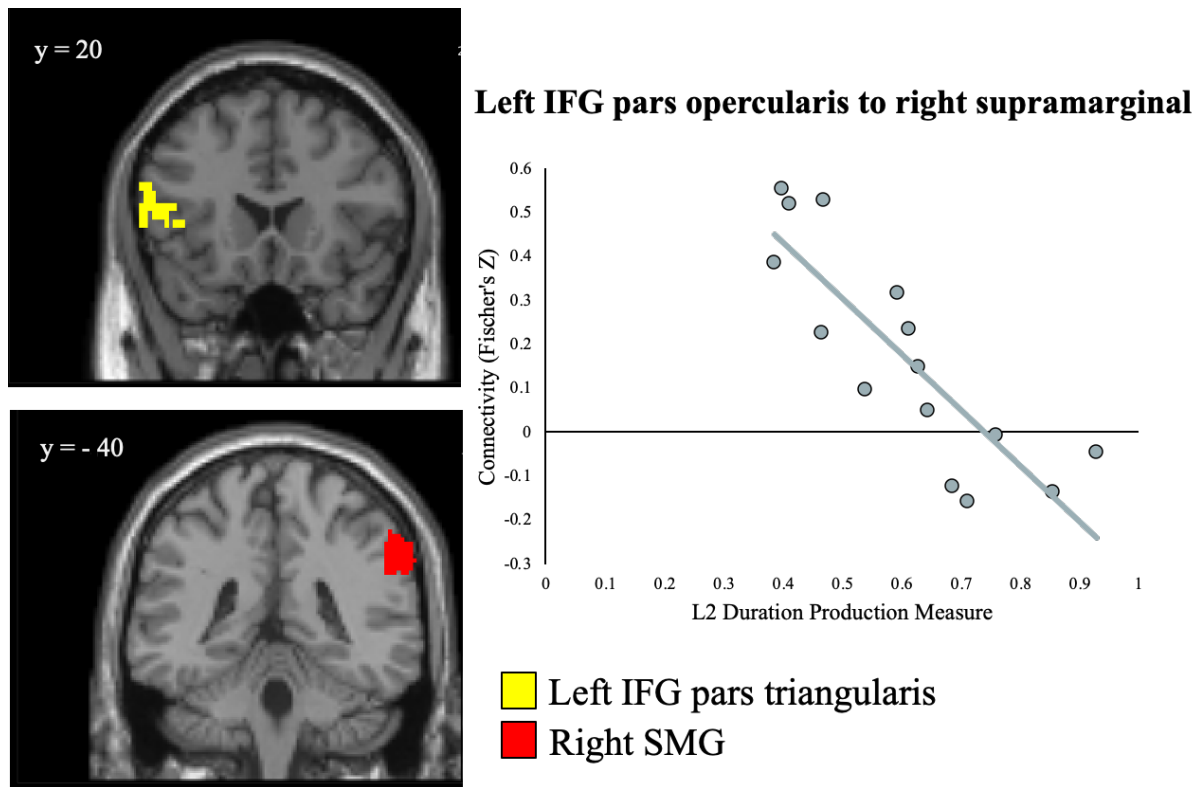 y = 20
Left IFG pars opercularis to right supramarginal
0.6
0.5
0.4
0.3
0.2
0.1
0
-0.1
-0.2
-0.3
Connectivity (Fischer's Z)
0 0.1 0.2 0.3 0.4 0.5 0.6 0.7 0.8 0.9 1
L2 Duration Production Measure
y = - 40
Left IFG pars triangularis
Right SMG